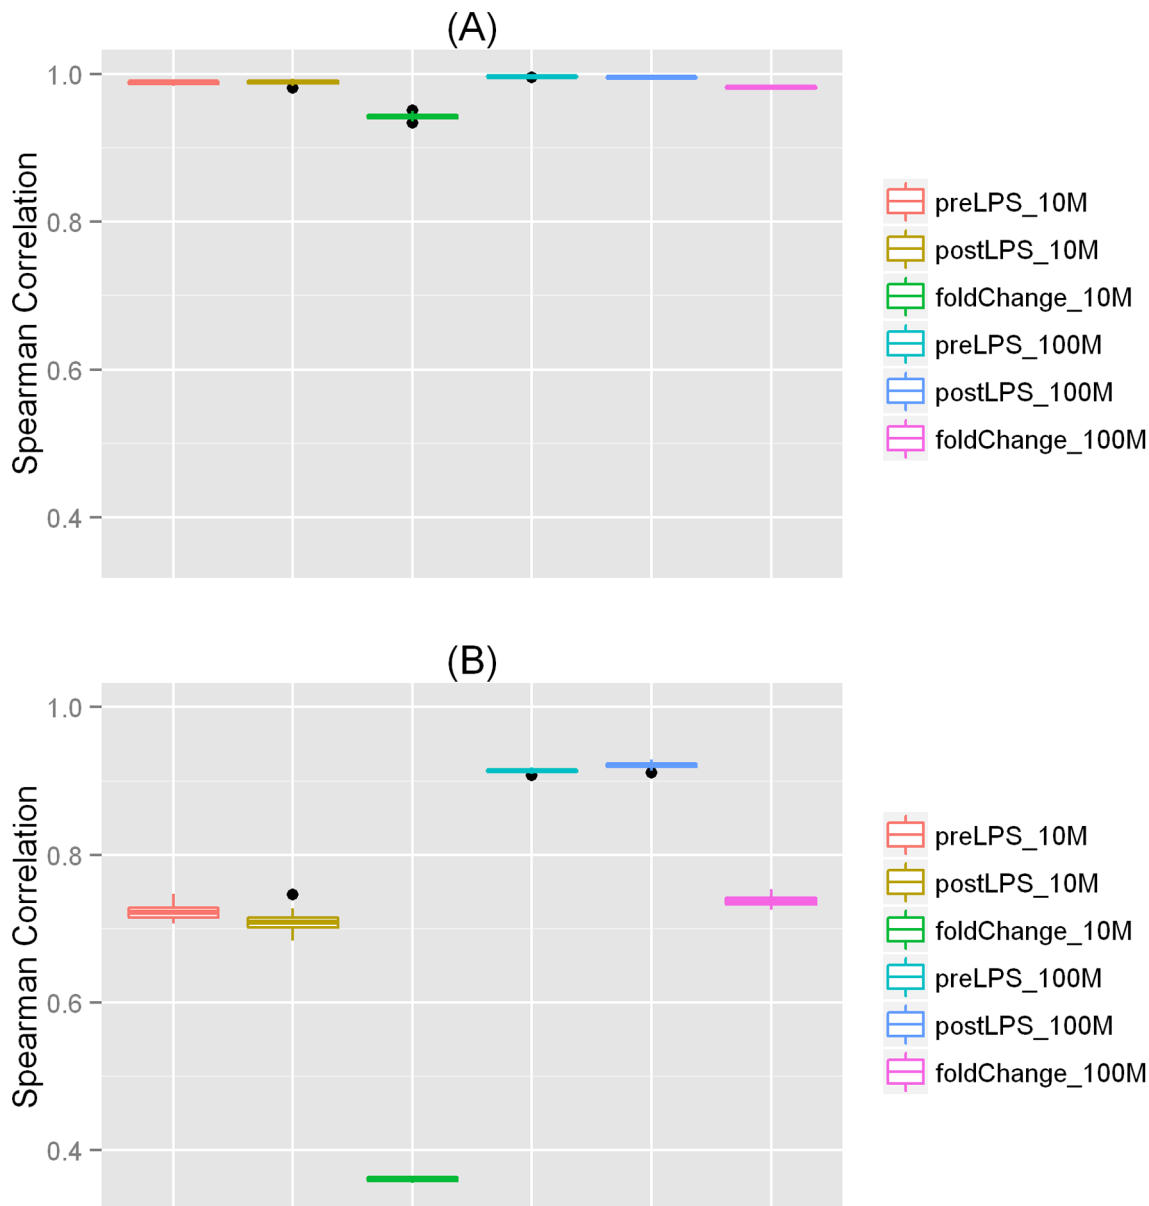 (A)
Spearman Correlation
1.0
0.8
0.6
0.4
preLPS_10M
postLPS_10M
foldChange_10M
preLPS_100M
postLPS_100M
foldChange_100M
(B)
Spearman Correlation
1.0
0.8
0.6
0.4
preLPS_10M
postLPS_10M
foldChange_10M
preLPS_100M
postLPS_100M
foldChange_100M